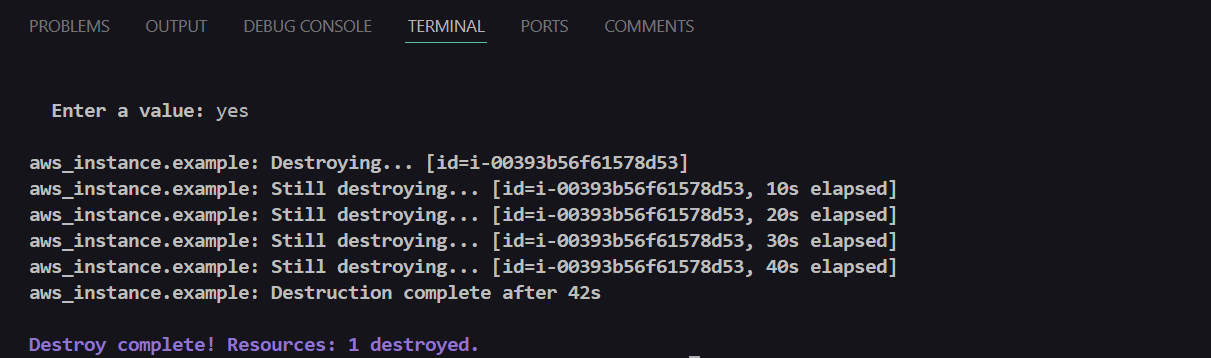 PROBLEMS OUTPUT DEBUG CONSOLE TERMINAL PORTS COMMENTS
Enter a value: yes
aws_instance.example: Destroying... [id=i-00393b56f61578d53]
aws_instance.example: Still destroying... [id=i-00393b56f61578d53, 10s elapsed]
aws_instance.example: Still destroying... [id=i-00393b56f61578d53, 20s elapsed]
aws_instance.example: Still destroying... [id=i-00393b56f61578d53, 30s elapsed]
aws_instance.example: Still destroying... [id=i-00393b56f61578d53, 40s elapsed]
aws_instance.example: Destruction complete after 42s
Destroy complete! Resources: 1 destroyed.